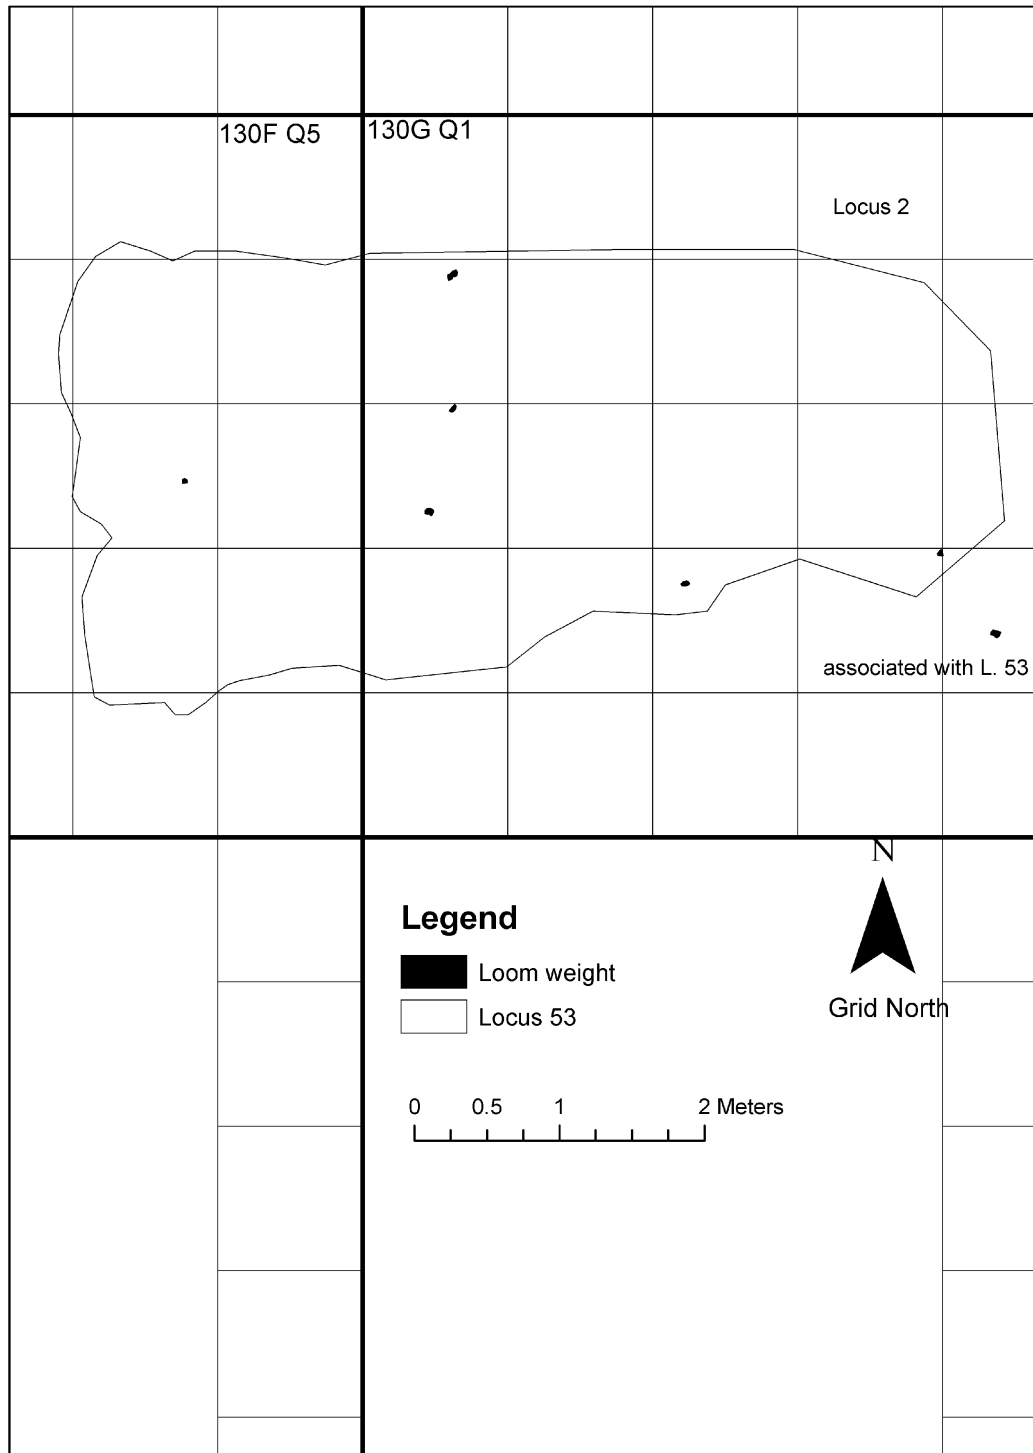 130F Q5
130G Q1
Locus 2
associated with L. 53
N
Grid North
Legend
Loom weight
Locus 53
0 0.5 1 2 Meters